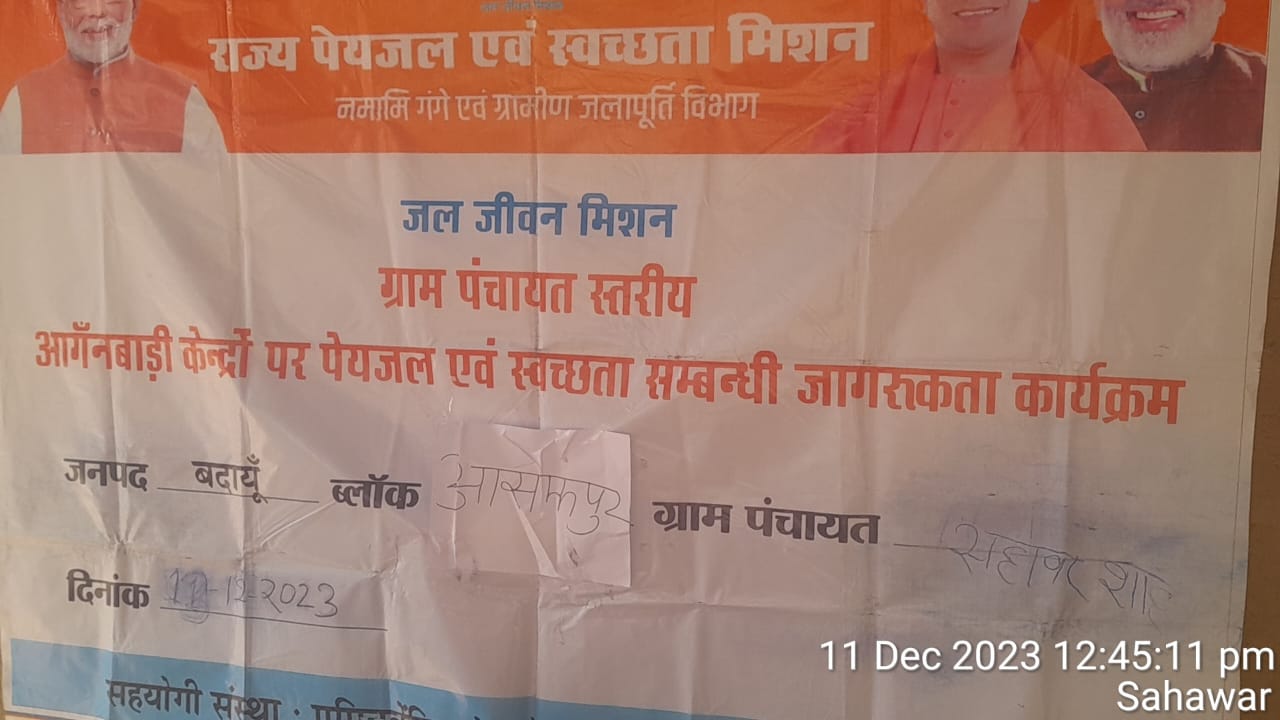 राज्य पेयजल एवं स्वच्छता मिशन
नमामि गंगे एवं ग्रामीण जलापूर्ति विभाग
जल जीवन मिशन
ग्राम पंचायत स्तरीय
आगँनबाड़ी केन्द्रों पर पेयजल एवं स्वच्छता सम्बन्धी जागरुकता कार्यक्रम
जनपद बदायूँ ब्लॉक आसफपुर ग्राम पंचायत सहावर शाह
दिनांक 11-12-2023
सहयोगी संस्था :
11 Dec 2023 12:45:11 pm
Sahawar